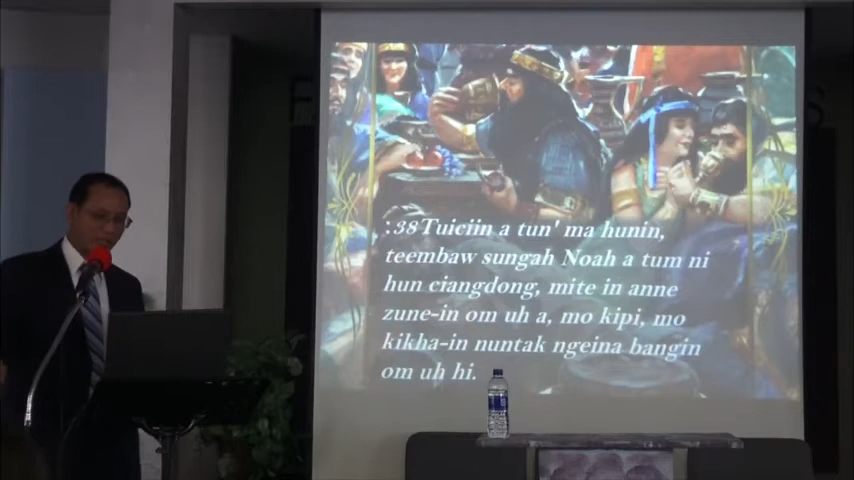 :38 Tuiciin a tun' ma hunin,
teembaw sungah Noah a tum ni
hun ciangdong, mite in anne
zune-in om uh a, mo kipi, mo
kikha-in nuntak ngeina bangin
om uh hi.